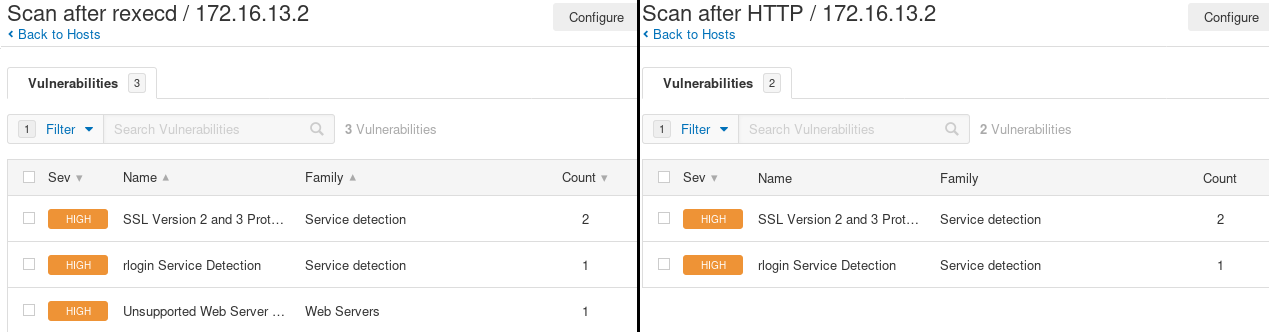 Scan after rexecd / 172.16.13.2
Configure
Back to Hosts
Vulnerabilities 3
1 Filter Search Vulnerabilities 3 Vulnerabilities
Sev Name Family Count
HIGH SSL Version 2 and 3 Prot… Service detection 2
HIGH rlogin Service Detection Service detection 1
HIGH Unsupported Web Server … Web Servers 1
Scan after HTTP / 172.16.13.2
Configure
Back to Hosts
Vulnerabilities 2
1 Filter Search Vulnerabilities 2 Vulnerabilities
Sev Name Family Count
HIGH SSL Version 2 and 3 Prot… Service detection 2
HIGH rlogin Service Detection Service detection 1